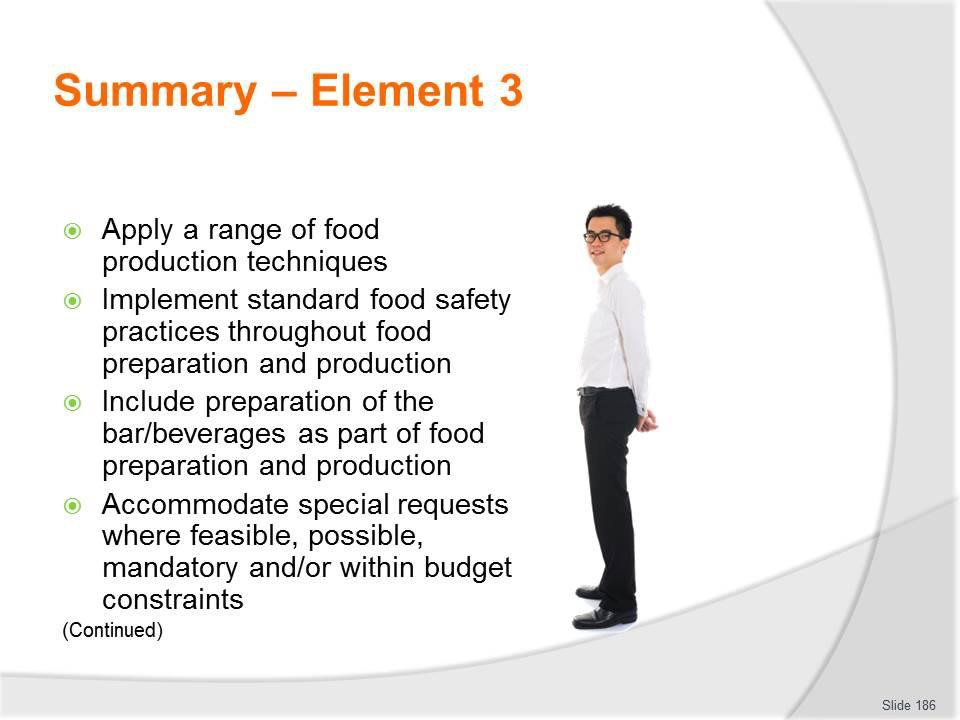 Summary – Element 3
Apply a range of food
production techniques
Implement standard food safety
practices throughout food
preparation and production
Include preparation of the
bar/beverages as part of food
preparation and production
Accommodate special requests
where feasible, possible,
mandatory and/or within budget
constraints
(Continued)
Slide 186